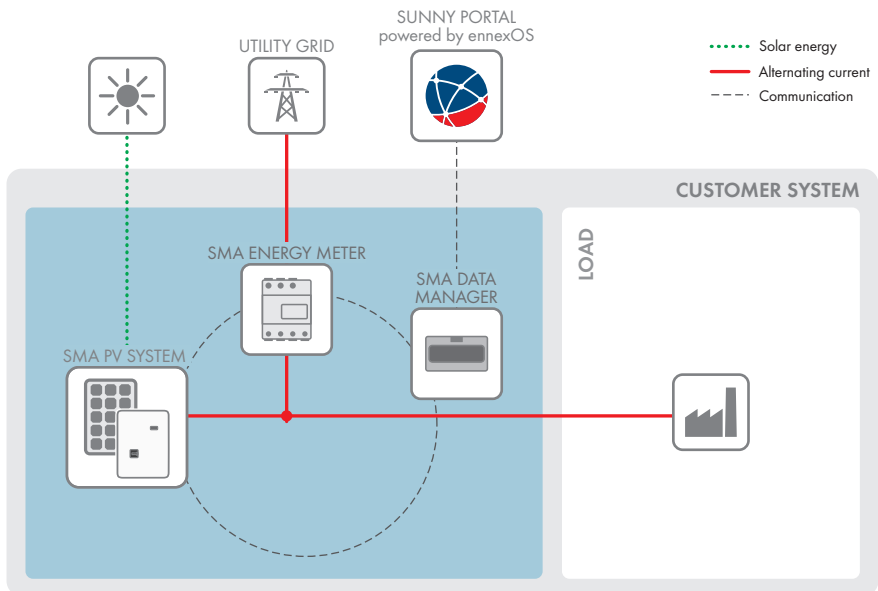 SUNNY PORTAL
powered by ennexOS
UTILITY GRID
Solar energy
Alternating current
Communication
CUSTOMER SYSTEM
LOAD
SMA ENERGY METER
SMA DATA
MANAGER
SMA PV SYSTEM